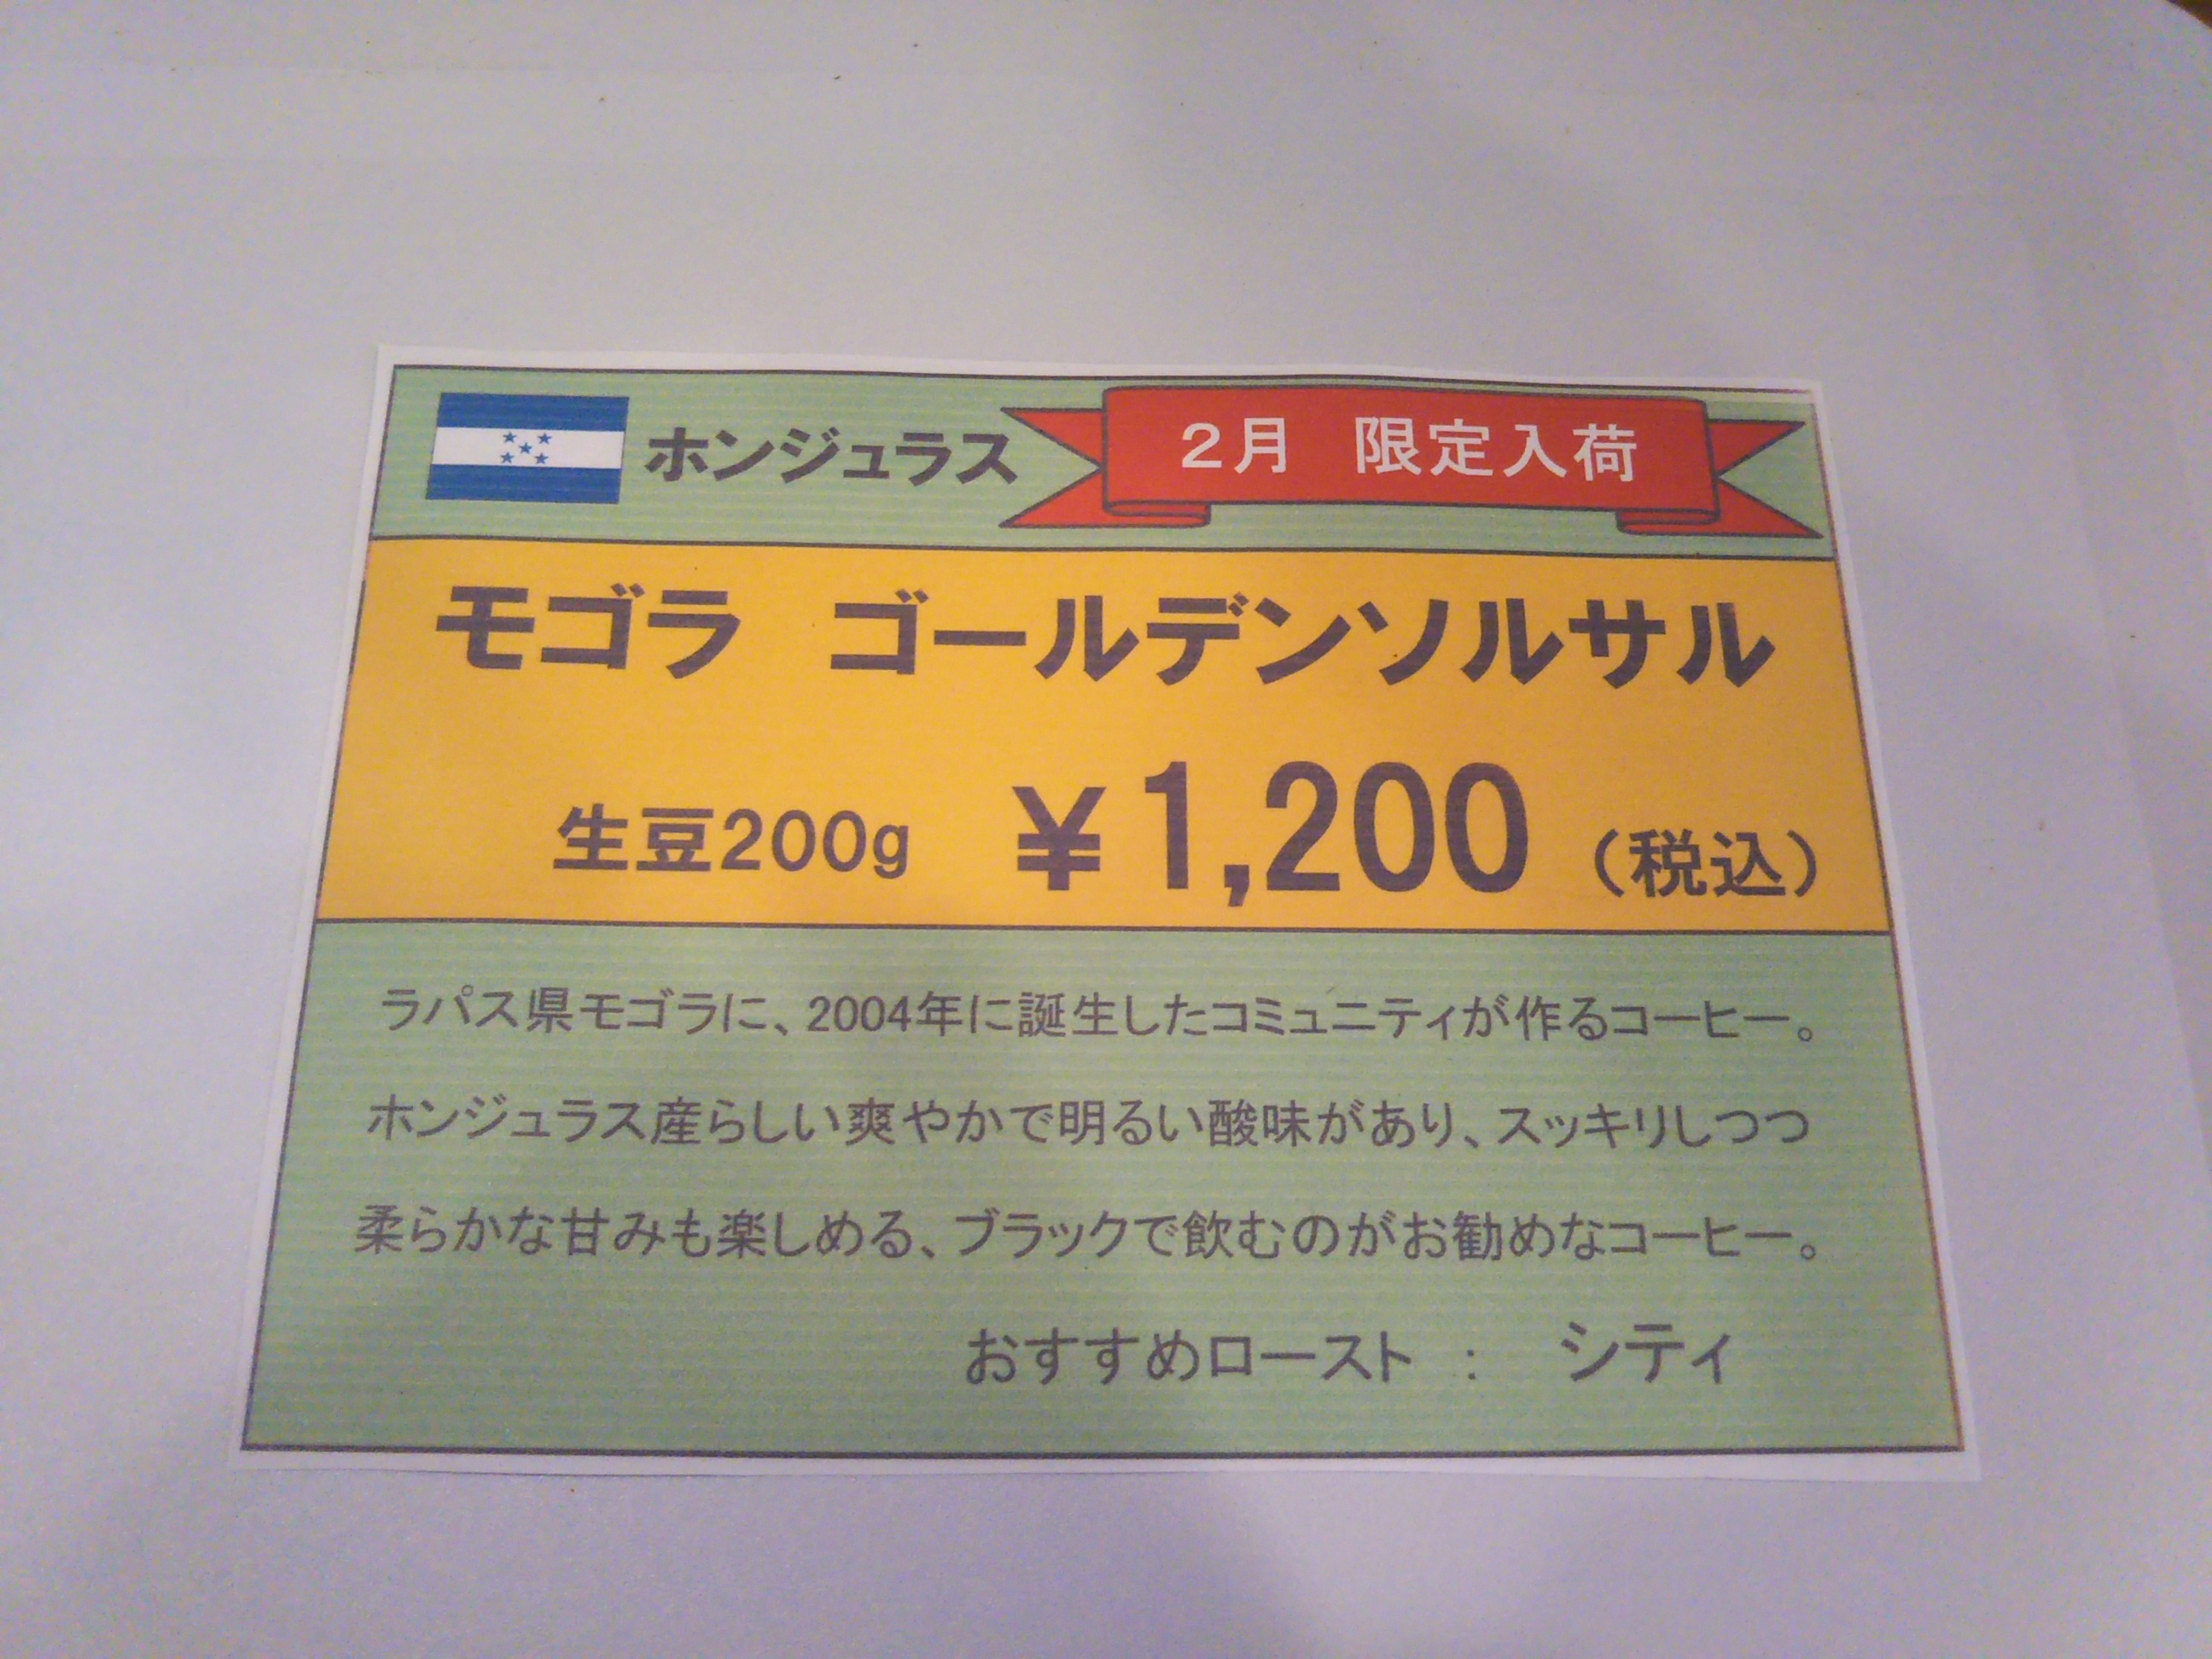 ホンジュラス
2月 限定入荷
モゴラ ゴールデンソルサル
生豆200g ¥1,200 (税込)
ラパス県モゴラに、2004年に誕生したコミュニティが作るコーヒー。
ホンジュラス産らしい爽やかで明るい酸味があり、スッキリしつつ
柔らかな甘みも楽しめる、ブラックで飲むのがお勧めなコーヒー。
おすすめロースト : シティ